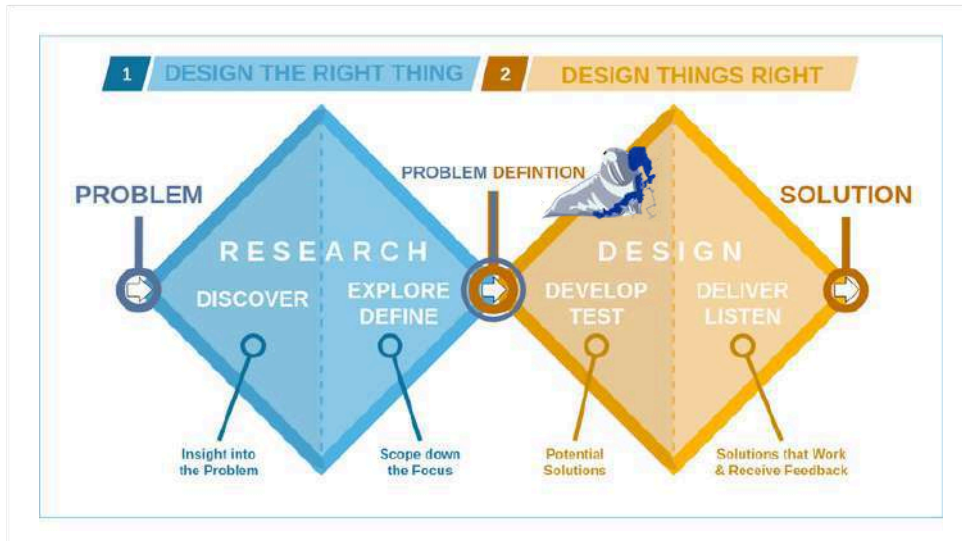 1 DESIGN THE RIGHT THING 2 DESIGN THINGS RIGHT
PROBLEM
PROBLEM DEFINTION
SOLUTION
RESEARCH
DISCOVER
EXPLORE
DEFINE
DESIGN
DEVELOP
TEST
DELIVER
LISTEN
Insight into
the Problem
Scope down
the Focus
Potential
Solutions
Solutions that Work
& Receive Feedback